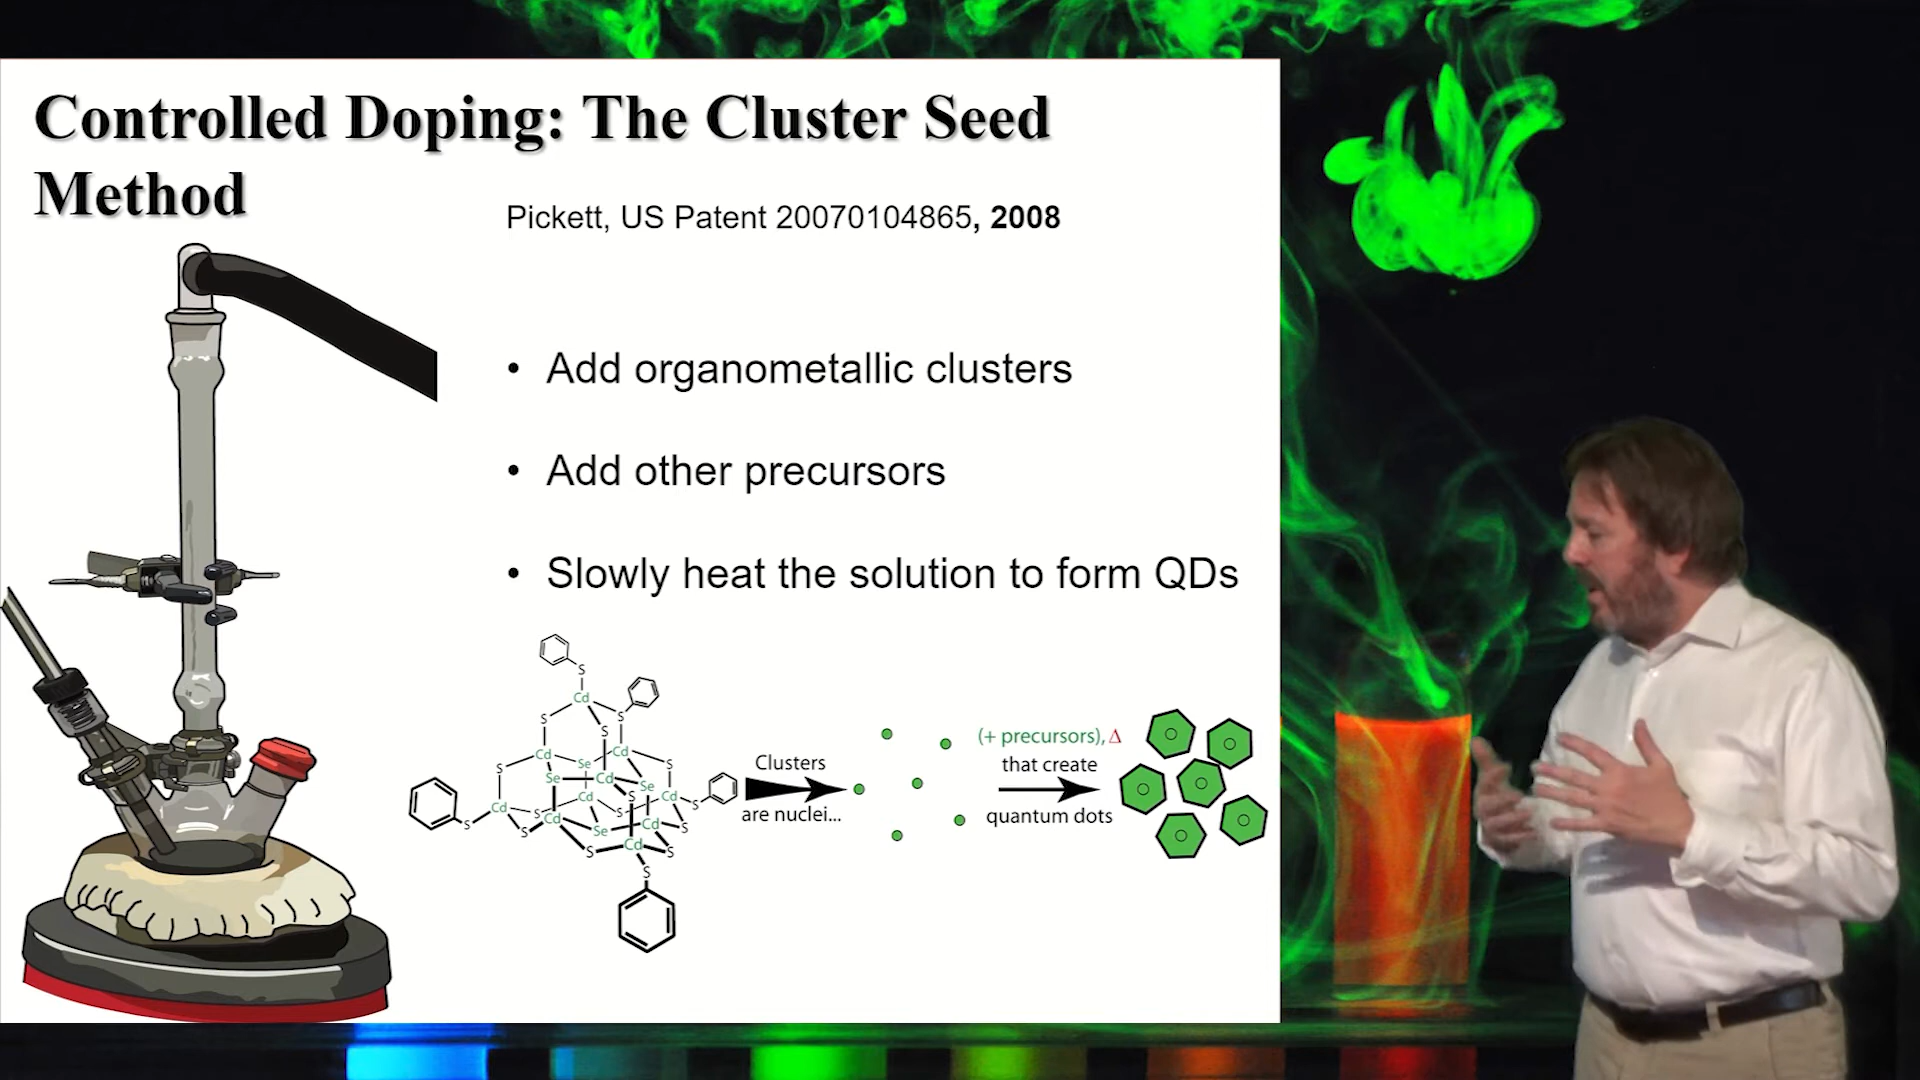 Controlled Doping: The Cluster Seed
Method
Pickett, US Patent 20070104865, 2008
• Add organometallic clusters
• Add other precursors
• Slowly heat the solution to form QDs
S
Cd
S
S
S
Cd
Se
Cd
S
Se
Cd
Se
S
Cd
Cd
Cd
S
S
S
S
Cd
S
Se
Cd
S
S
Cd
S
S
Clusters
are nuclei...
(+ precursors), Δ
that create
quantum dots